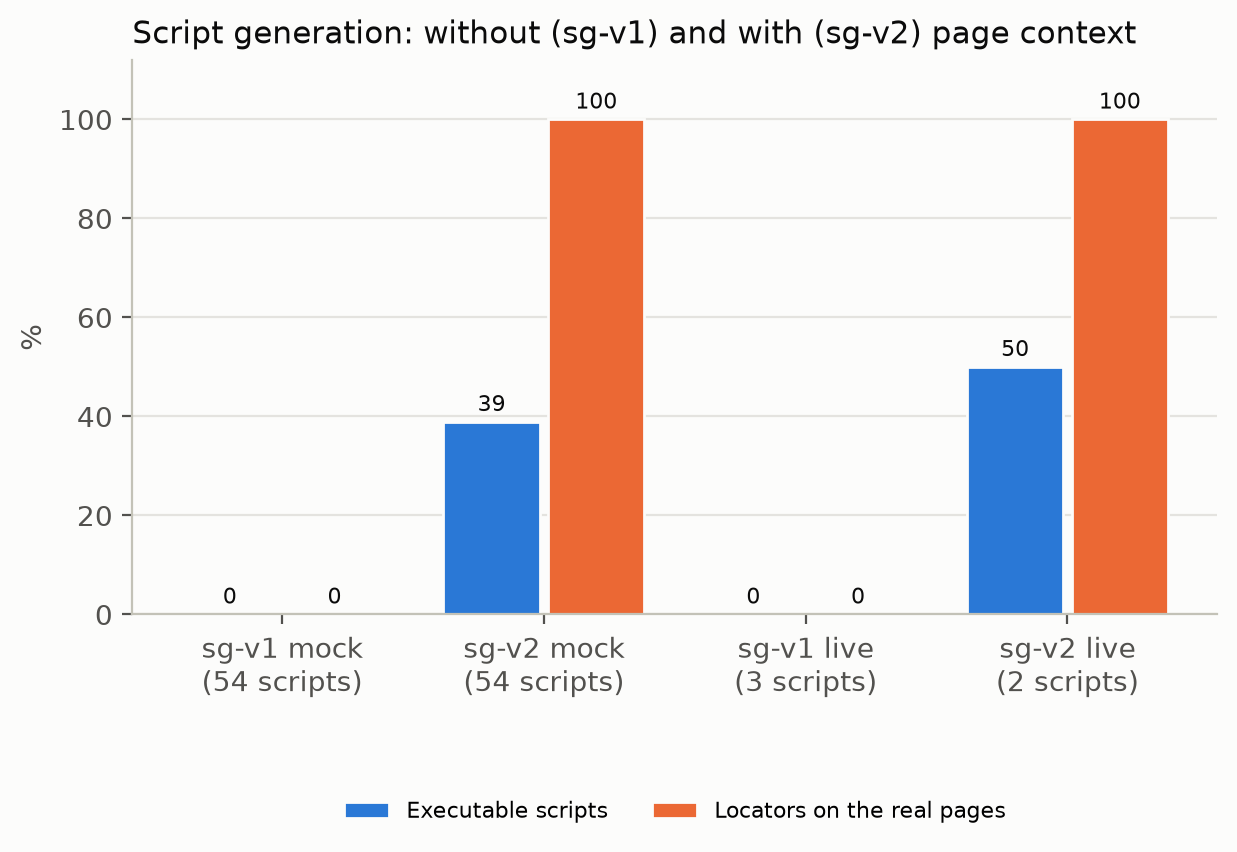 Script generation: without (sg-v1) and with (sg-v2) page context
%
100
80
60
40
20
0
0
0
39
100
0
0
50
100
sg-v1 mock
(54 scripts)
sg-v2 mock
(54 scripts)
sg-v1 live
(3 scripts)
sg-v2 live
(2 scripts)
Executable scripts
Locators on the real pages